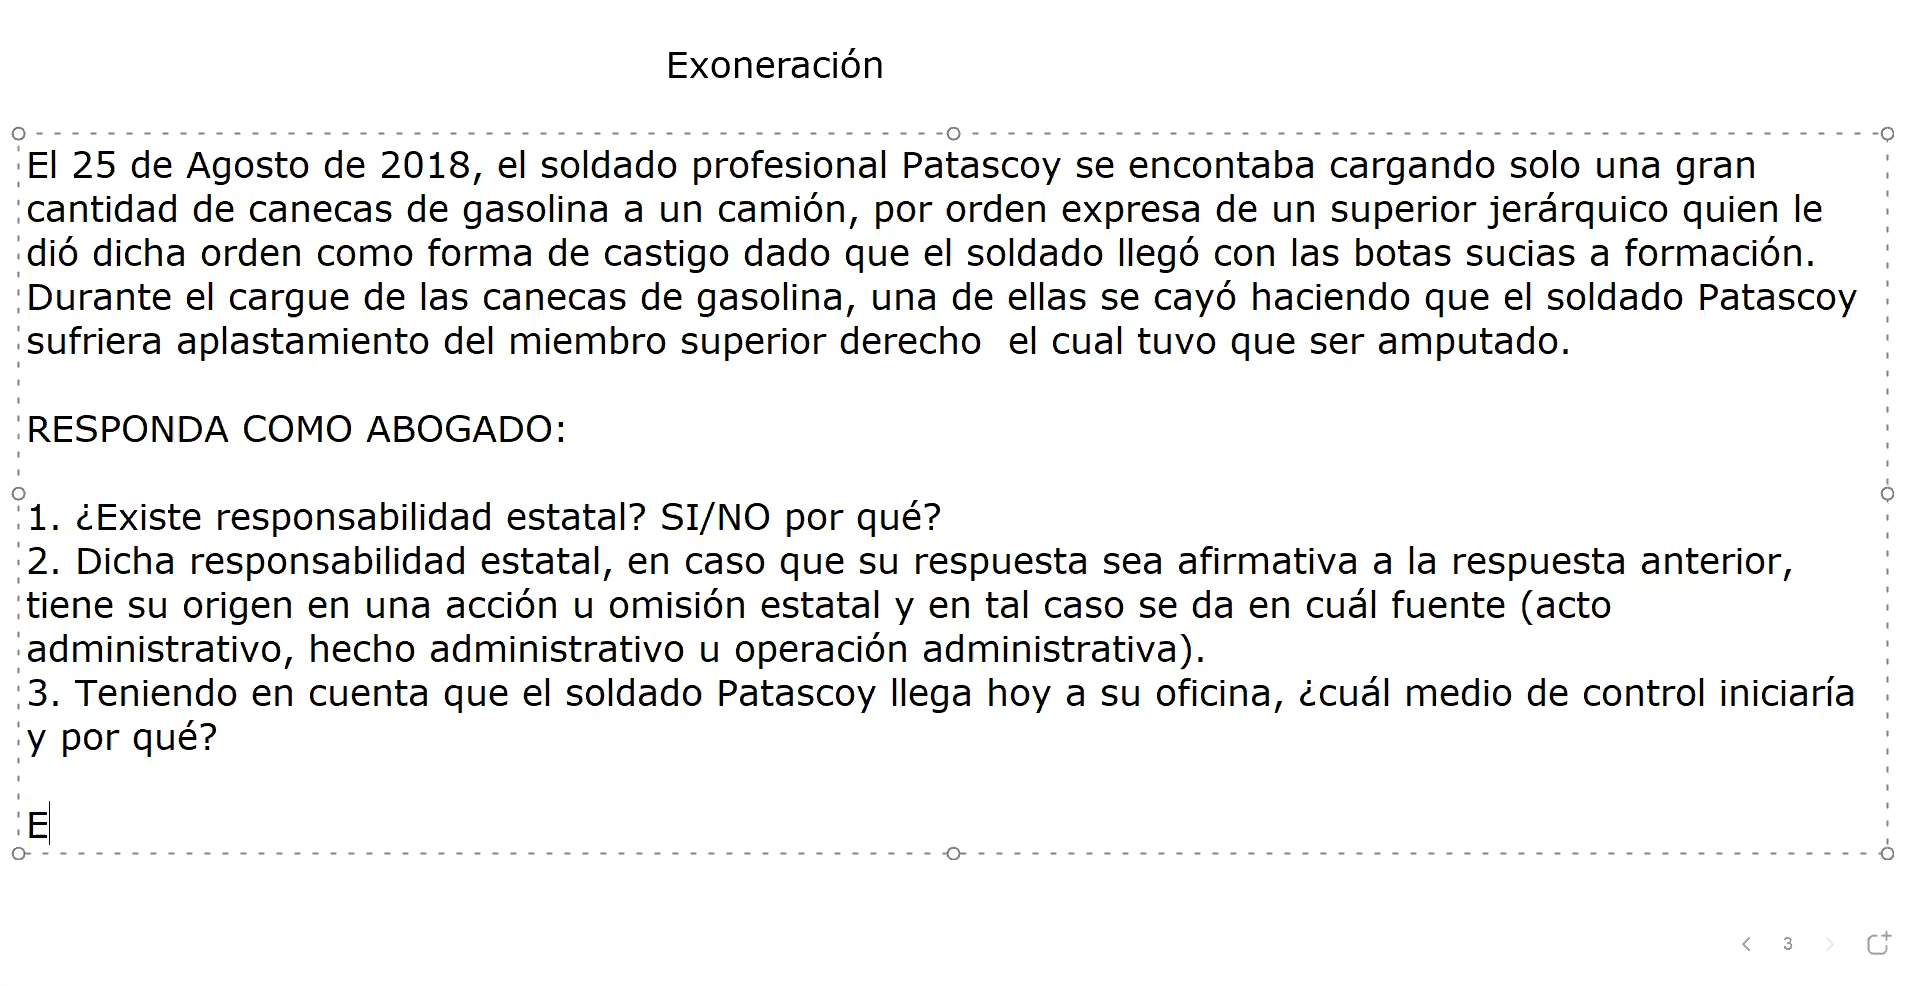 Exoneración
El 25 de Agosto de 2018, el soldado profesional Patascoy se encontaba cargando solo una gran
cantidad de canecas de gasolina a un camión, por orden expresa de un superior jerárquico quien le
dió dicha orden como forma de castigo dado que el soldado llegó con las botas sucias a formación.
Durante el cargue de las canecas de gasolina, una de ellas se cayó haciendo que el soldado Patascoy
sufriera aplastamiento del miembro superior derecho  el cual tuvo que ser amputado.
RESPONDA COMO ABOGADO:
1. ¿Existe responsabilidad estatal? SI/NO por qué?
2. Dicha responsabilidad estatal, en caso que su respuesta sea afirmativa a la respuesta anterior,
tiene su origen en una acción u omisión estatal y en tal caso se da en cuál fuente (acto
administrativo, hecho administrativo u operación administrativa).
3. Teniendo en cuenta que el soldado Patascoy llega hoy a su oficina, ¿cuál medio de control iniciaría
y por qué?
E
3